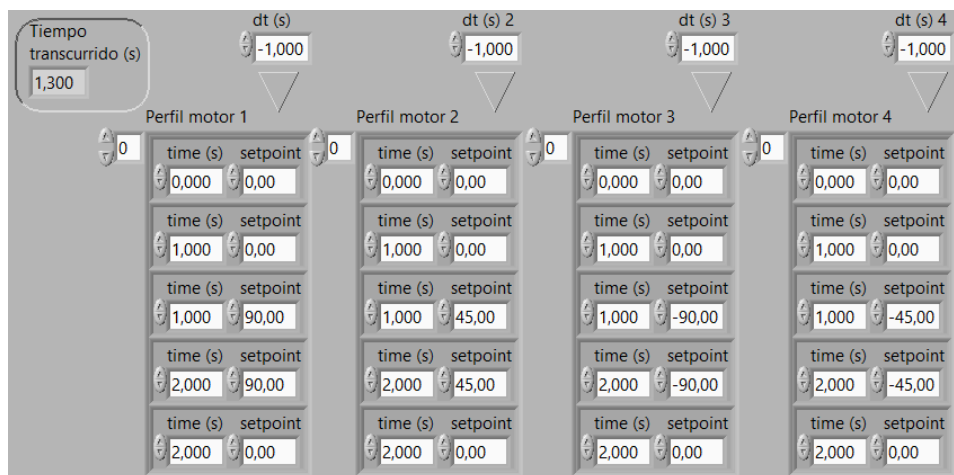 dt (s) dt (s) 2 dt (s) 3 dt (s) 4
Tiempo
transcurrido (s)
1,300
-1,000 -1,000 -1,000 -1,000
Perfil motor 1 Perfil motor 2 Perfil motor 3 Perfil motor 4
0 0 0 0
time (s) setpoint time (s) setpoint time (s) setpoint time (s) setpoint
0,000 0,00 0,000 0,00 0,000 0,00 0,000 0,00
time (s) setpoint time (s) setpoint time (s) setpoint time (s) setpoint
1,000 0,00 1,000 0,00 1,000 0,00 1,000 0,00
time (s) setpoint time (s) setpoint time (s) setpoint time (s) setpoint
1,000 90,00 1,000 45,00 1,000 -90,00 1,000 -45,00
time (s) setpoint time (s) setpoint time (s) setpoint time (s) setpoint
2,000 90,00 2,000 45,00 2,000 -90,00 2,000 -45,00
time (s) setpoint time (s) setpoint time (s) setpoint time (s) setpoint
2,000 0,00 2,000 0,00 2,000 0,00 2,000 0,00